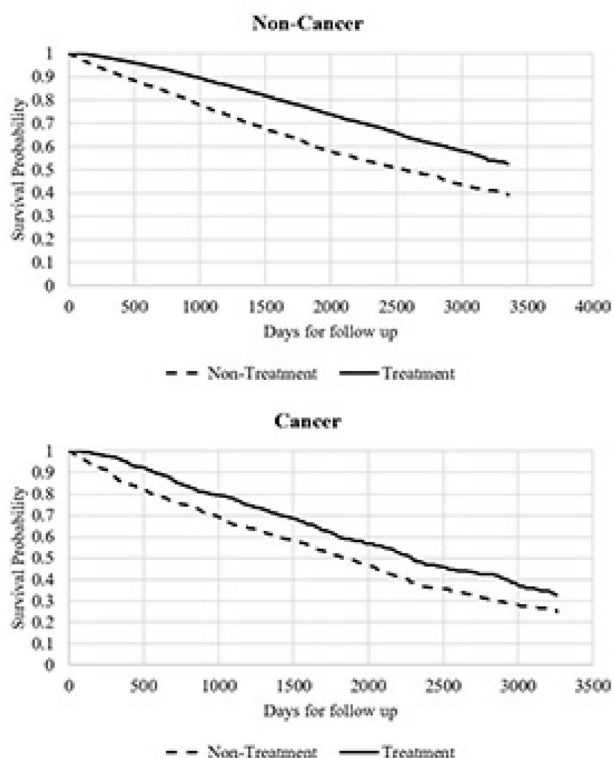 Non-Cancer
Survival Probability
1
0.9
0.8
0.7
0.6
0.5
0.4
0.3
0.2
0.1
0
0 500 1000 1500 2000 2500 3000 3500 4000
Days for follow up
Non-Treatment Treatment
Cancer
Survival Probability
1
0.9
0.8
0.7
0.6
0.5
0.4
0.3
0.2
0.1
0
0 500 1000 1500 2000 2500 3000 3500
Days for follow up
Non-Treatment Treatment